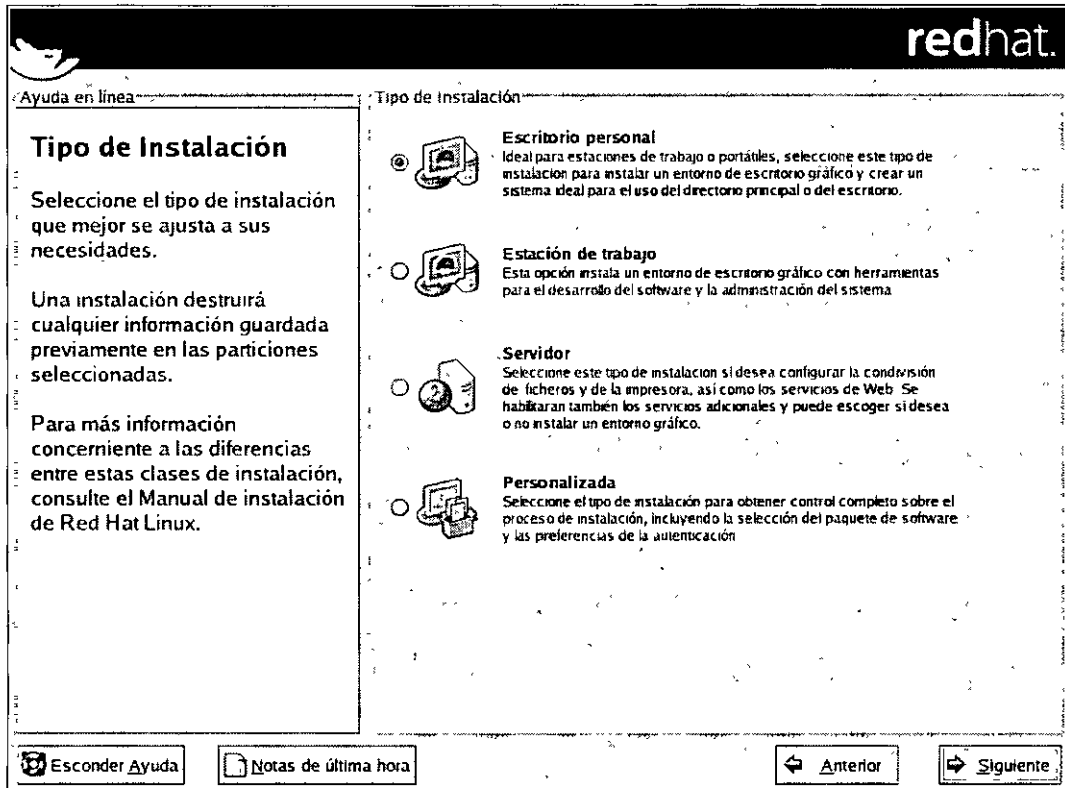 redhat.
Ayuda en línea
Tipo de Instalación
Seleccione el tipo de instalación
que mejor se ajusta a sus
necesidades.
Una instalación destruirá
cualquier información guardada
previamente en las particiones
seleccionadas.
Para más información
concerniente a las diferencias
entre estas clases de instalación,
consulte el Manual de instalación
de Red Hat Linux.
Tipo de Instalación
Escritorio personal
Ideal para estaciones de trabajo o portátiles, seleccione este tipo de
instalación para instalar un entorno de escritorio gráfico y crear un
sistema ideal para el uso del directorio principal o del escritorio.
Estación de trabajo
Esta opción instala un entorno de escritorio gráfico con herramientas
para el desarrollo del software y la administración del sistema
Servidor
Seleccione este tipo de instalacion si desea configurar la condivisión
de ficheros y de la impresora, así como los servicios de Web Se
habilitaran también los servicios adicionales y puede escoger si desea
o no instalar un entorno gráfico.
Personalizada
Seleccione el tipo de instalación para obtener control completo sobre el
proceso de instalación, incluyendo la selección del paquete de software
y las preferencias de la autenticación
Esconder Ayuda
Notas de última hora
Anterior
Siguiente